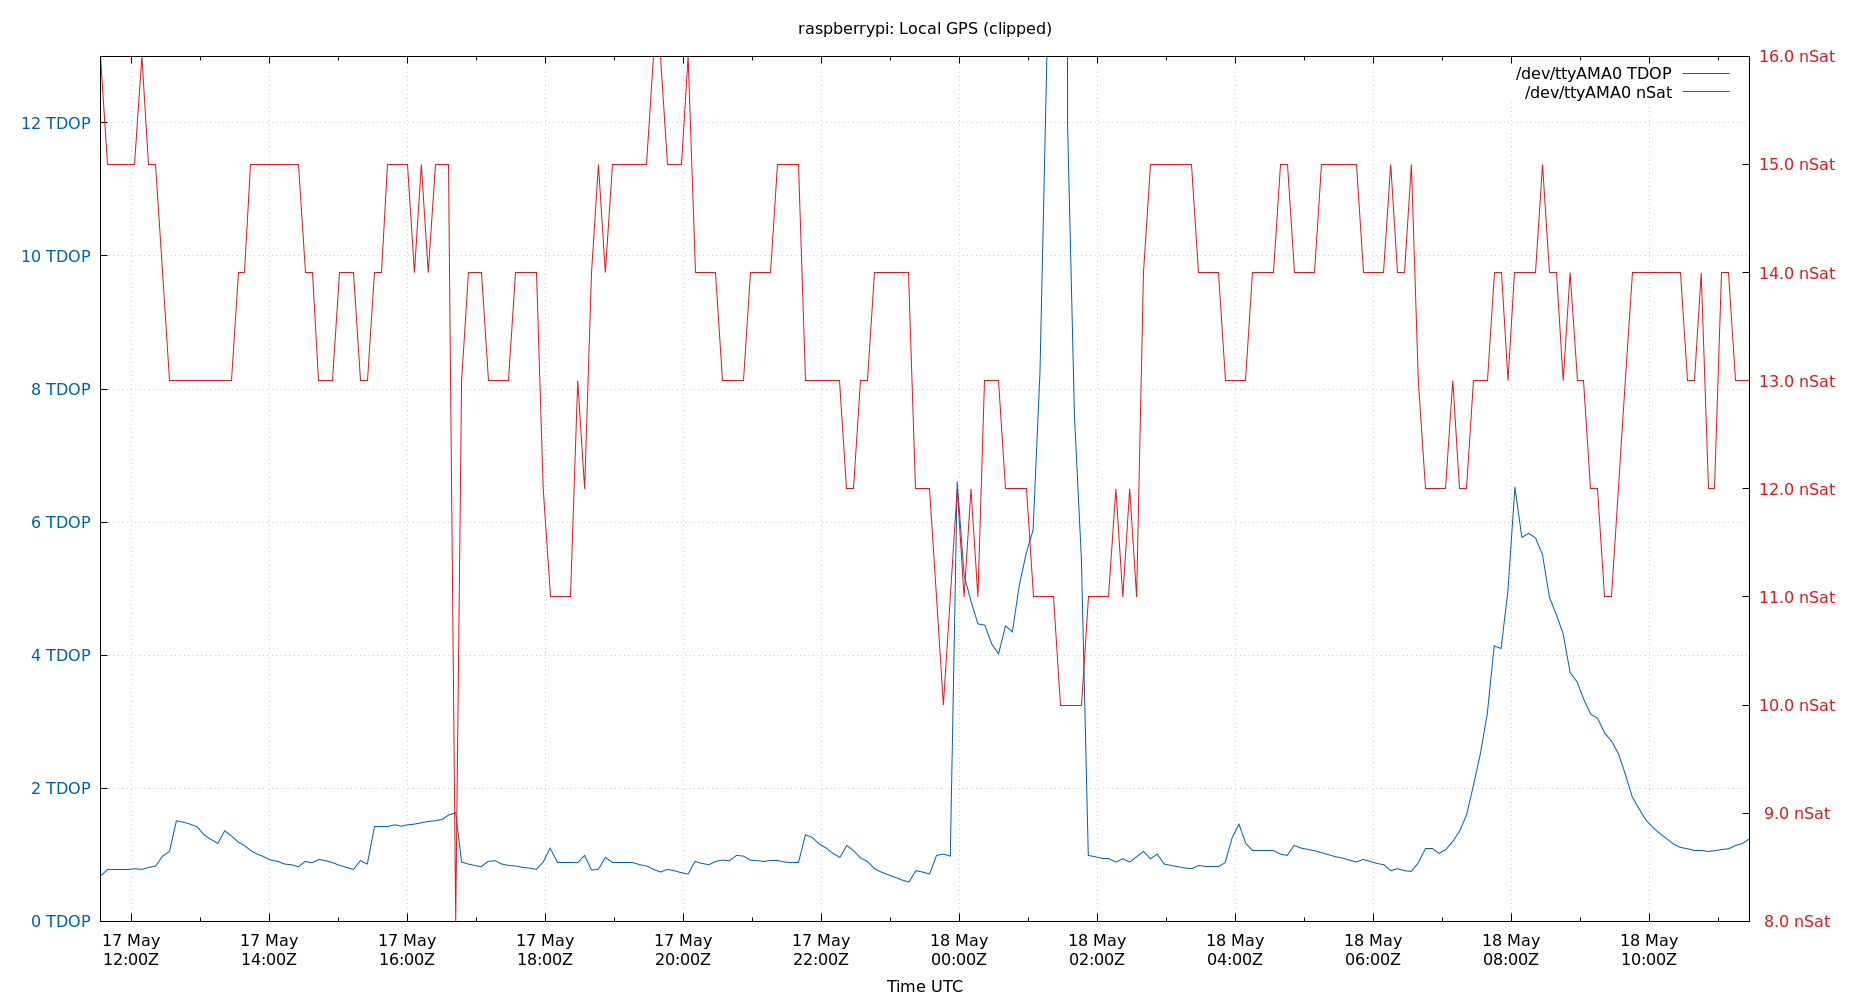 raspberrypi: Local GPS (clipped)
/dev/ttyAMA0 TDOP
/dev/ttyAMA0 nSat
12 TDOP
10 TDOP
8 TDOP
6 TDOP
4 TDOP
2 TDOP
0 TDOP
16.0 nSat
15.0 nSat
14.0 nSat
13.0 nSat
12.0 nSat
11.0 nSat
10.0 nSat
9.0 nSat
8.0 nSat
17 May 17 May 17 May 17 May 17 May 17 May 18 May 18 May 18 May 18 May 18 May 18 May
12:00Z 14:00Z 16:00Z 18:00Z 20:00Z 22:00Z 00:00Z 02:00Z 04:00Z 06:00Z 08:00Z 10:00Z
Time UTC